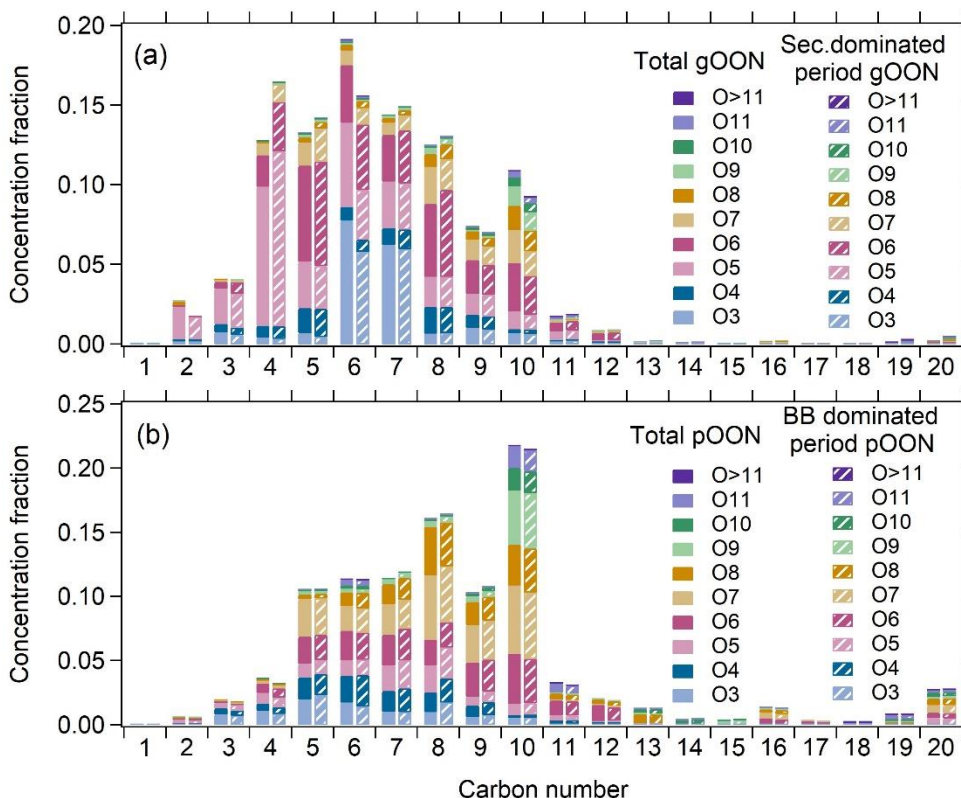 (a)
Concentration fraction
0.20
0.15
0.10
0.05
0.00
Total gOON
O>11
O11
O10
O9
O8
O7
O6
O5
O4
O3
Sec.dominated
period gOON
O>11
O11
O10
O9
O8
O7
O6
O5
O4
O3
1 2 3 4 5 6 7 8 9 10 11 12 13 14 15 16 17 18 19 20
(b)
Concentration fraction
0.25
0.20
0.15
0.10
0.05
0.00
Total pOON
O>11
O11
O10
O9
O8
O7
O6
O5
O4
O3
BB dominated
period pOON
O>11
O11
O10
O9
O8
O7
O6
O5
O4
O3
1 2 3 4 5 6 7 8 9 10 11 12 13 14 15 16 17 18 19 20
Carbon number